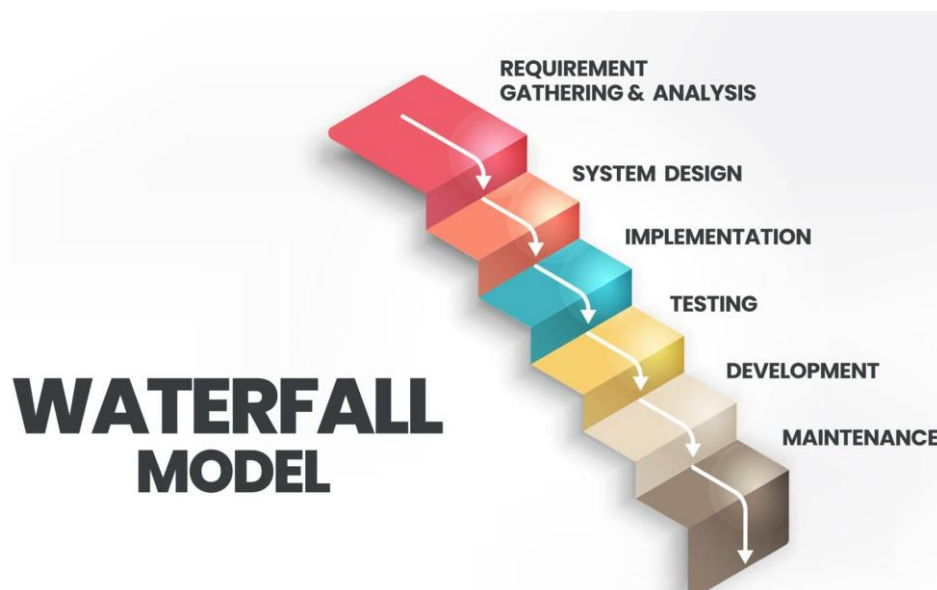 REQUIREMENT
GATHERING & ANALYSIS
SYSTEM DESIGN
IMPLEMENTATION
TESTING
DEVELOPMENT
MAINTENANCE
WATERFALL
MODEL